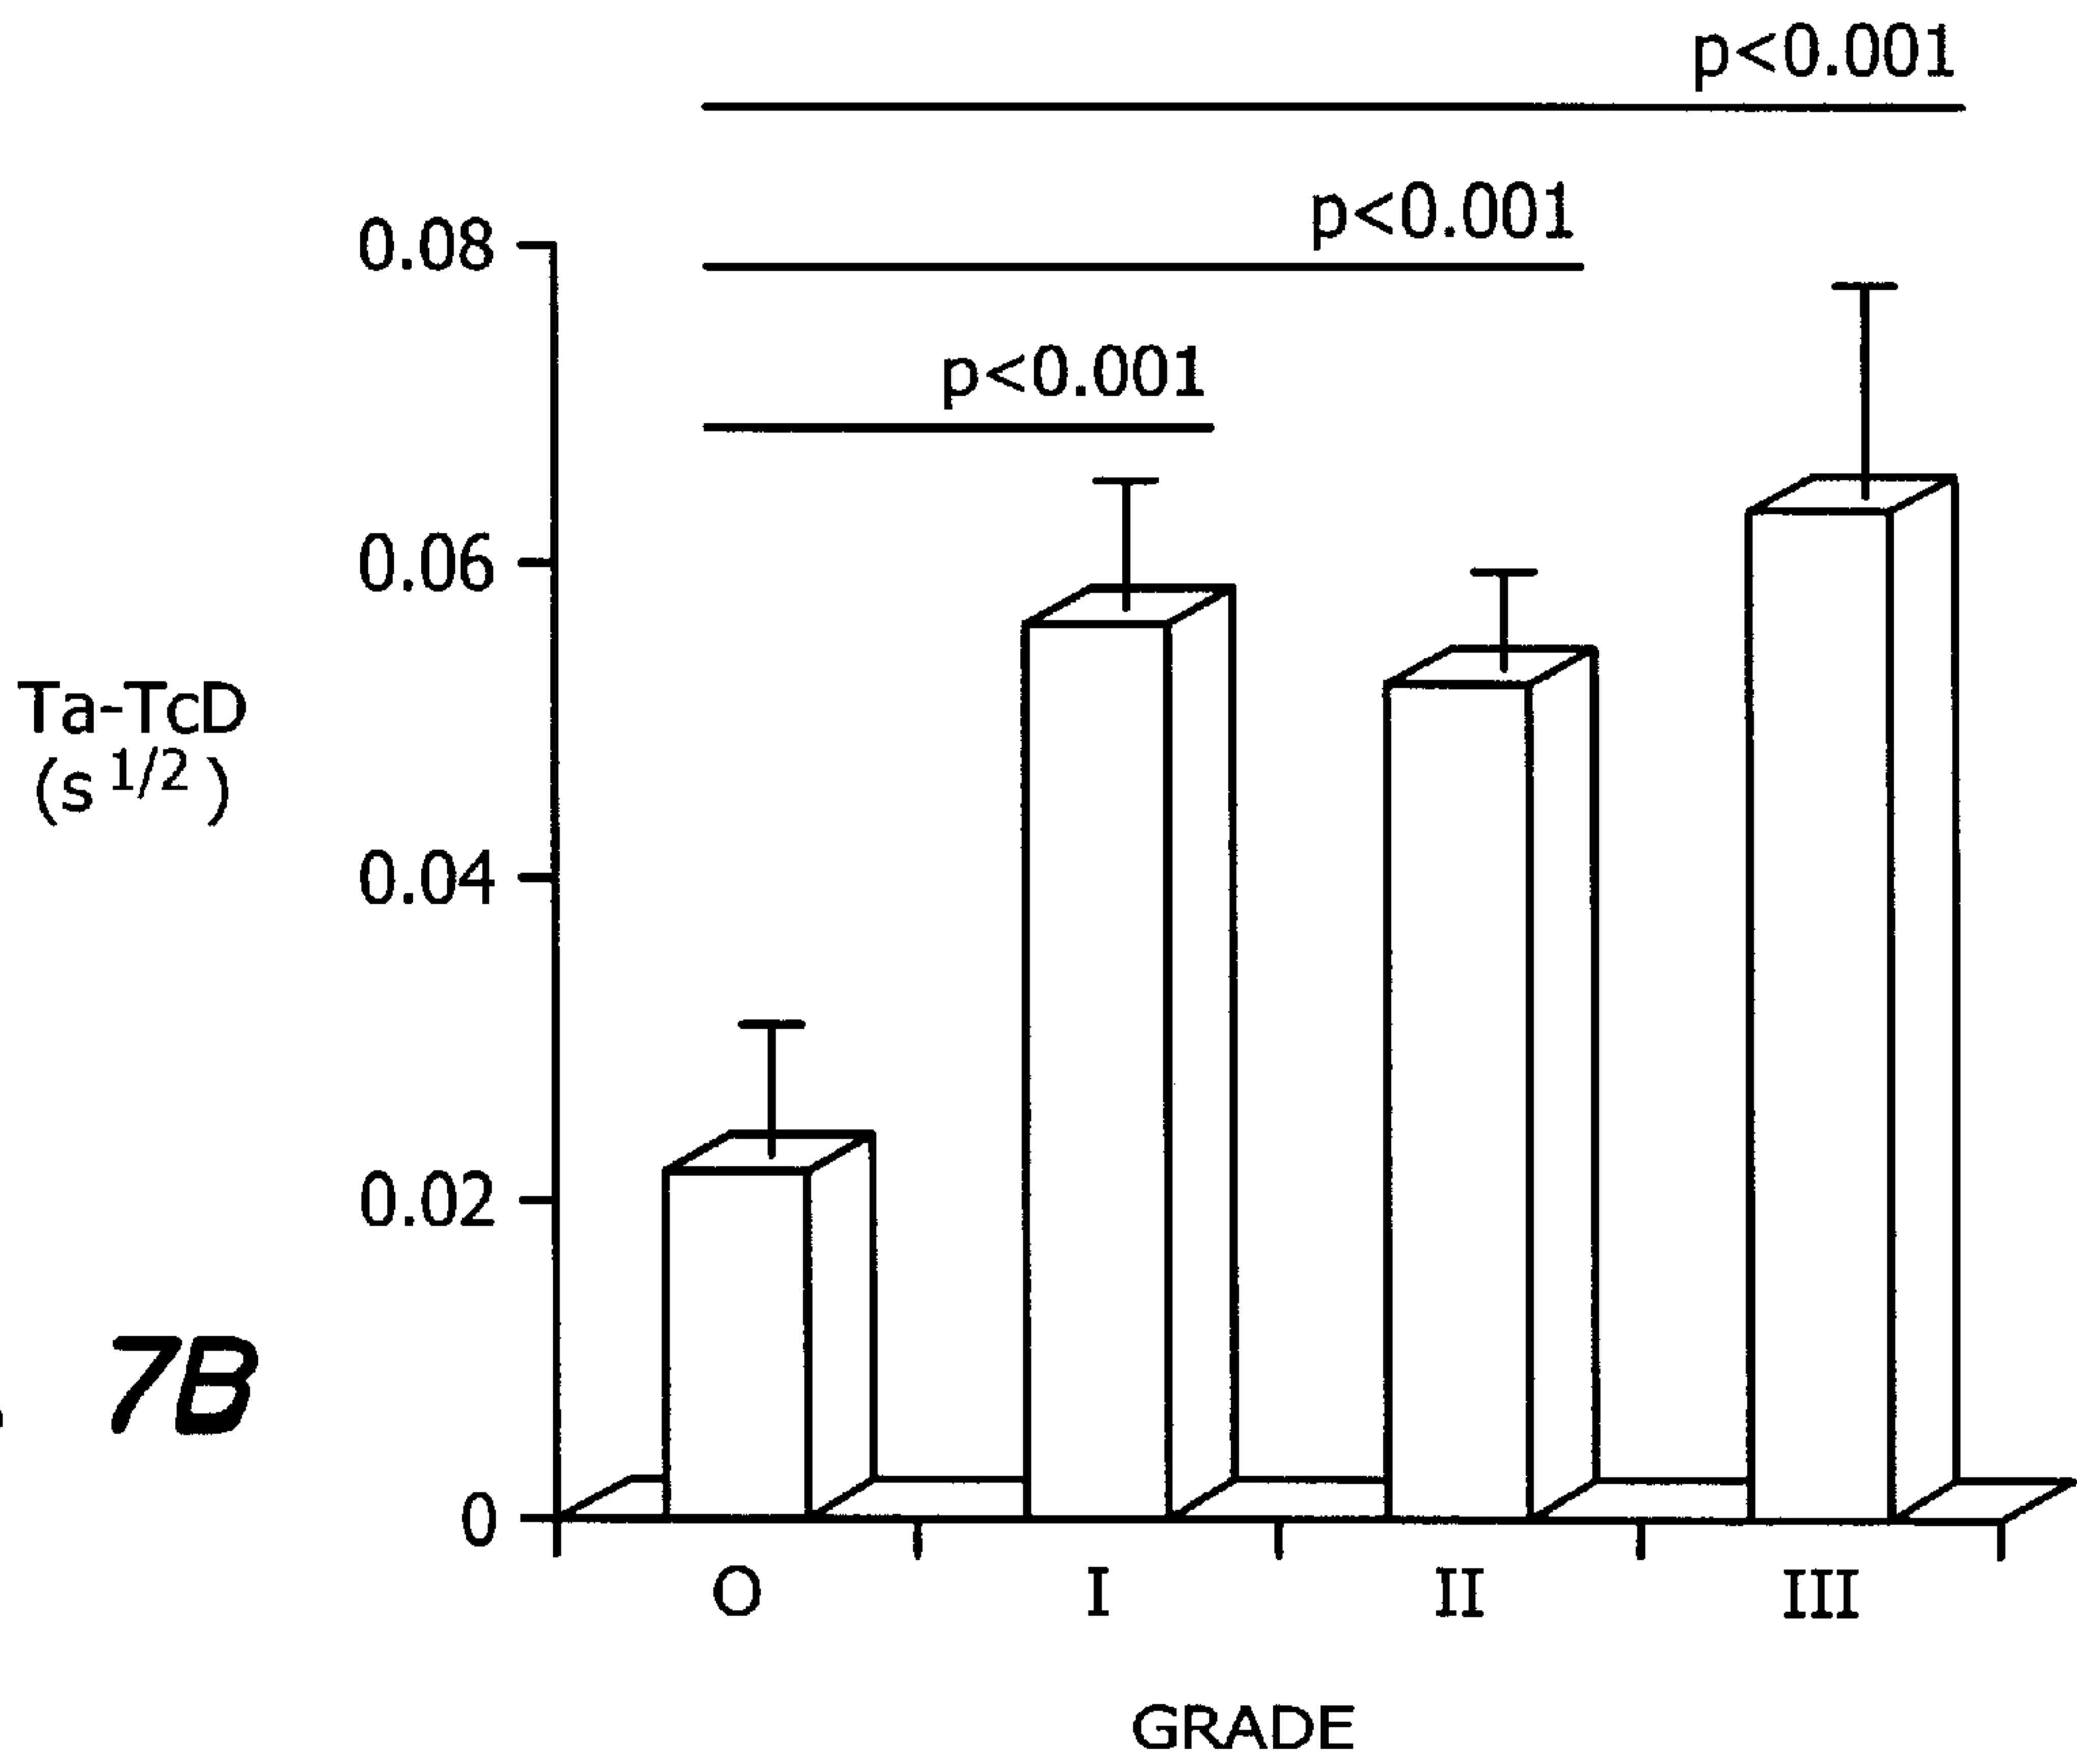 p<0.001
p<0.001
p<0.001
0.08
0.06
0.04
0.02
0
Ta-TcD
(s 1/2)
7B
O I II III
GRADE